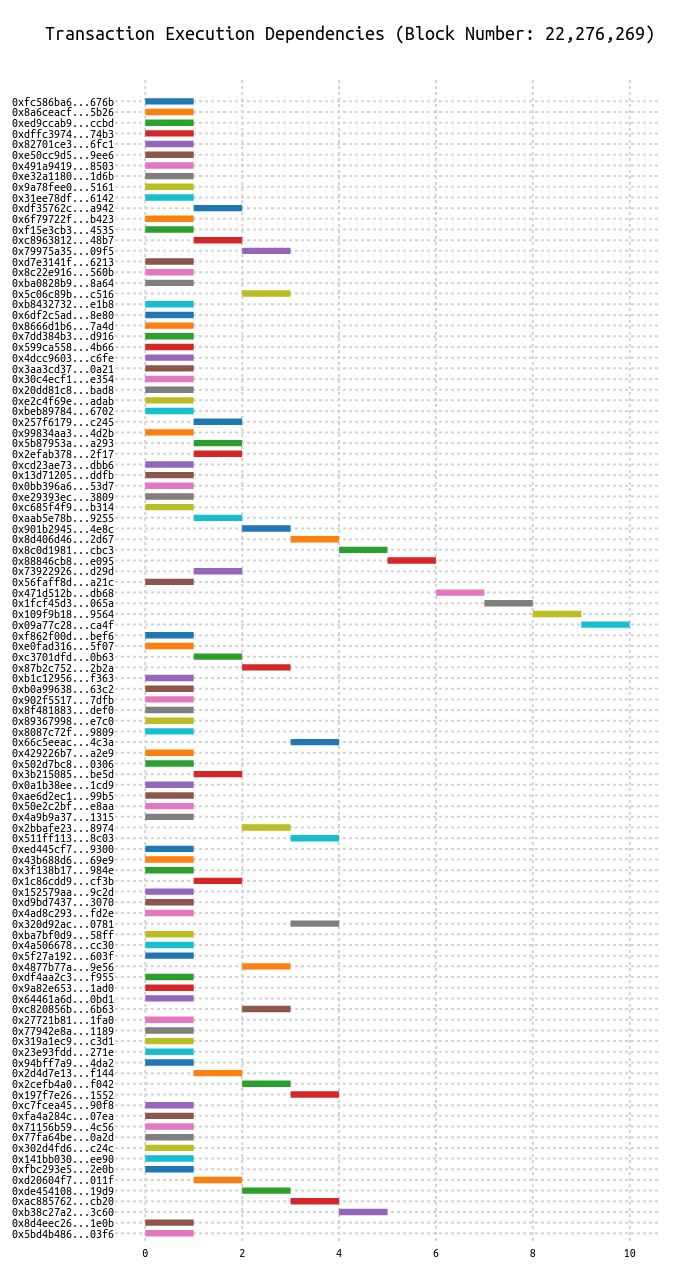 Transaction Execution Dependencies (Block Number: 22,276,269)
0xfc586ba6...676b
0x8a6ceacf...5b26
0xed9ccab9...ccbd
0xdffc3974...74b3
0x82701ce3...6fc1
0xe50cc9d5...9ee6
0x491a9419...8503
0xe32a1180...1d6b
0x9a78fee0...5161
0x31ee78df...6142
0xdf35762c...a942
0x6f79722f...b423
0xf15e3cb3...4535
0xc8963812...48b7
0x79975a35...09f5
0xd7e3141f...6213
0x8c22e916...560b
0xba0828b9...8a64
0x5c06c89b...c516
0xb8432732...e1b8
0x6df2c5ad...8e80
0x8666d1b6...7a4d
0x7dd384b3...d916
0x599ca558...4b66
0x4dcc9603...c6fe
0x3aa3cd37...0a21
0x30c4ecf1...e354
0x20dd81c8...bad8
0xe2c4f69e...adab
0xbeb89784...6702
0x257f6179...c245
0x99834aa3...4d2b
0x5b87953a...a293
0x2efab378...2f17
0xcd23ae73...dbb6
0x13d71205...ddfb
0x0bb396a6...53d7
0xe29393ec...3809
0xc685f4f9...b314
0xaab5e78b...9255
0x901b2945...4e8c
0x8d406d46...2d67
0x8c0d1981...cbc3
0x88846cb8...e095
0x73922926...d29d
0x56faff8d...a21c
0x471d512b...db68
0x1fcf45d3...065a
0x109f9b18...9564
0x09a77c28...ca4f
0xf862f00d...bef6
0xe0fad316...5f07
0xc3701dfd...0b63
0x87b2c752...2b2a
0xb1c12956...f363
0xb0a99638...63c2
0x902f5517...7dfb
0x8f481883...def0
0x89367998...e7c0
0x8087c72f...9809
0x66c5eeac...4c3a
0x429226b7...a2e9
0x502d7bc8...0306
0x3b215085...be5d
0x0a1b38ee...1cd9
0xae6d2ec1...99b5
0x50e2c2bf...e8aa
0x4a9b9a37...1315
0x2bbafe23...8974
0x511ff113...8c03
0xed445cf7...9300
0x43b688d6...69e9
0x3f138b17...984e
0x1c86cdd9...cf3b
0x152579aa...9c2d
0xd9bd7437...3070
0x4ad8c293...fd2e
0x320d92ac...0781
0xba7bf0d9...58ff
0x4a506678...cc30
0x5f27a192...603f
0x4877b77a...9e56
0xdf4aa2c3...f955
0x9a82e653...1ad0
0x64461a6d...0bd1
0xc820856b...6b63
0x27721b81...1fa0
0x77942e8a...1189
0x319a1ec9...c3d1
0x23e93fdd...271e
0x94bff7a9...4da2
0x2d4d7e13...f144
0x2cefb4a0...f042
0x197f7e26...1552
0xc7fcea45...90f8
0xfa4a284c...07ea
0x71156b59...4c56
0x77fa64be...0a2d
0x302d4fd6...c24c
0x141bb030...ee90
0xfbc293e5...2e0b
0xd20604f7...011f
0xde454108...19d9
0xac885762...cb20
0xb38c27a2...3c60
0x8d4eec26...1e0b
0x5bd4b486...03f6
0 2 4 6 8 10